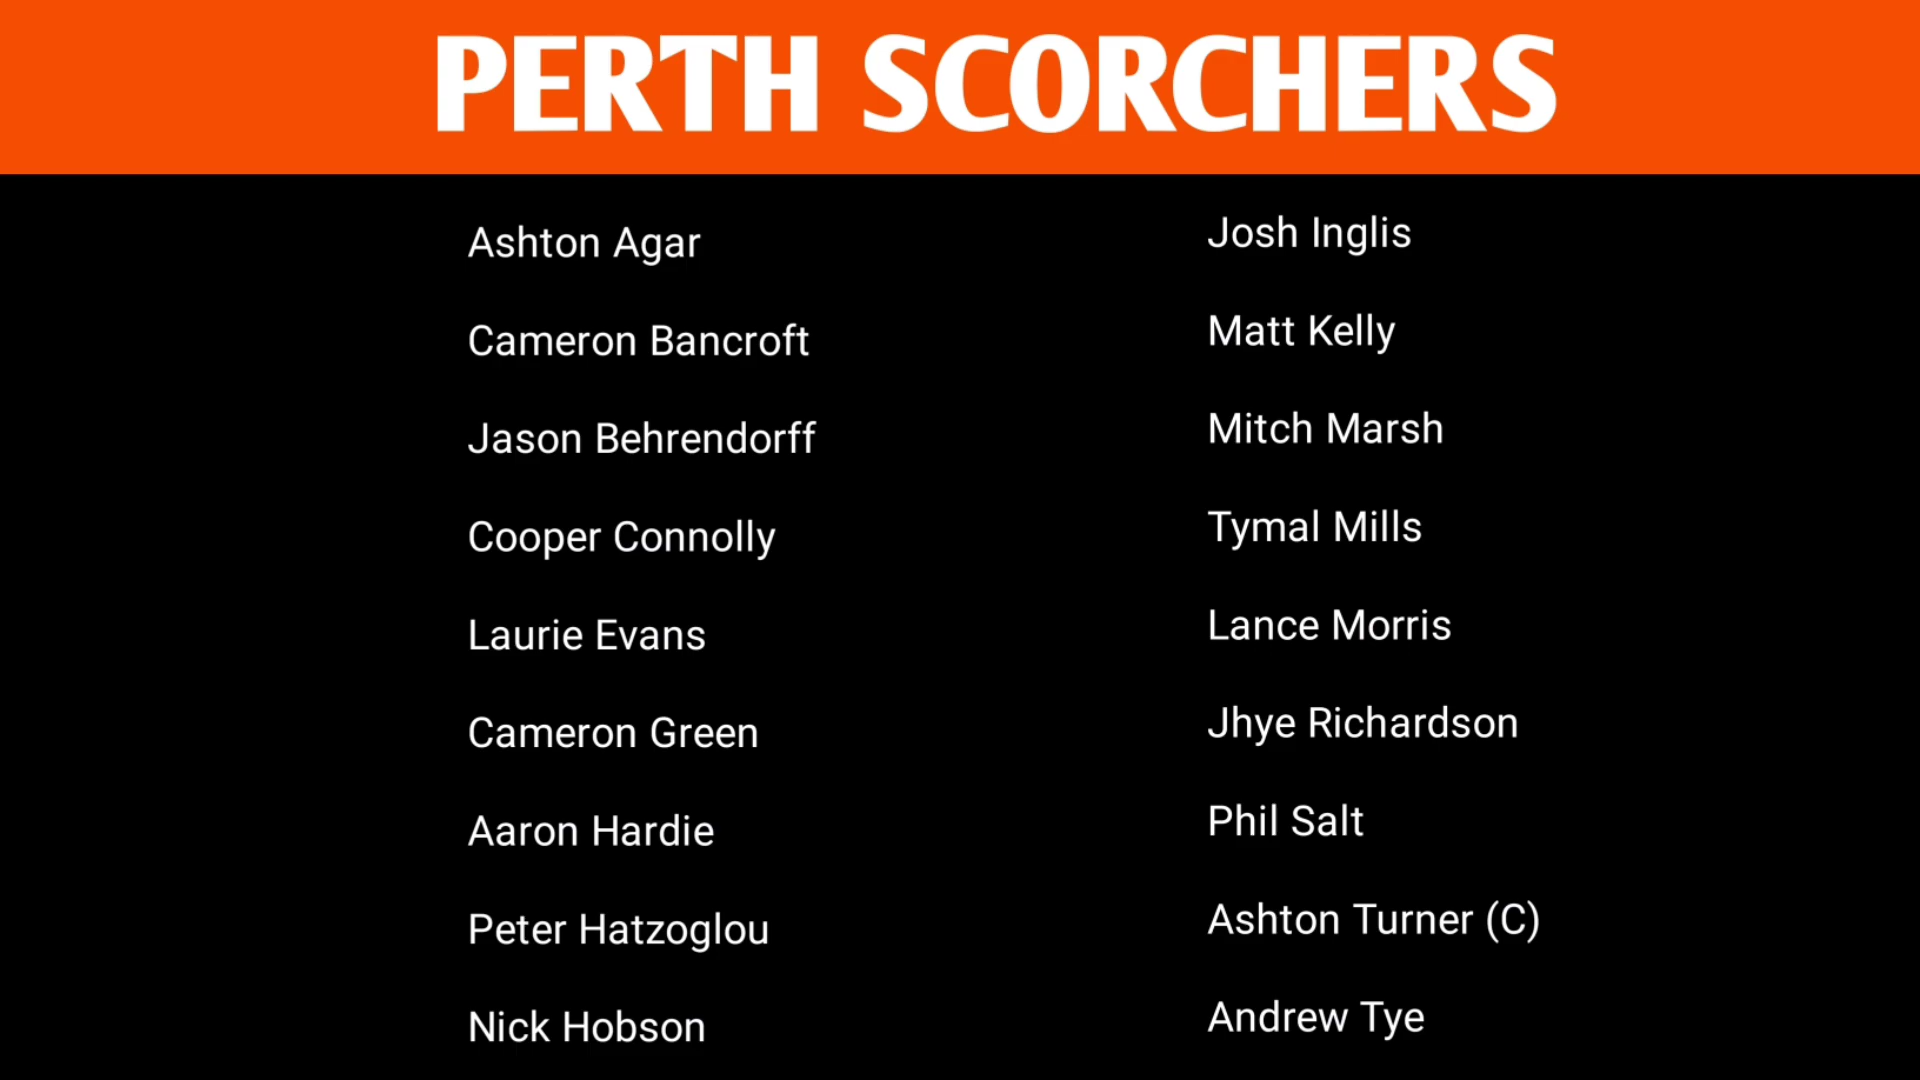 PERTH SCORCHERS
Ashton Agar
Cameron Bancroft
Jason Behrendorff
Cooper Connolly
Laurie Evans
Cameron Green
Aaron Hardie
Peter Hatzoglou
Nick Hobson
Josh Inglis
Matt Kelly
Mitch Marsh
Tymal Mills
Lance Morris
Jhye Richardson
Phil Salt
Ashton Turner (C)
Andrew Tye